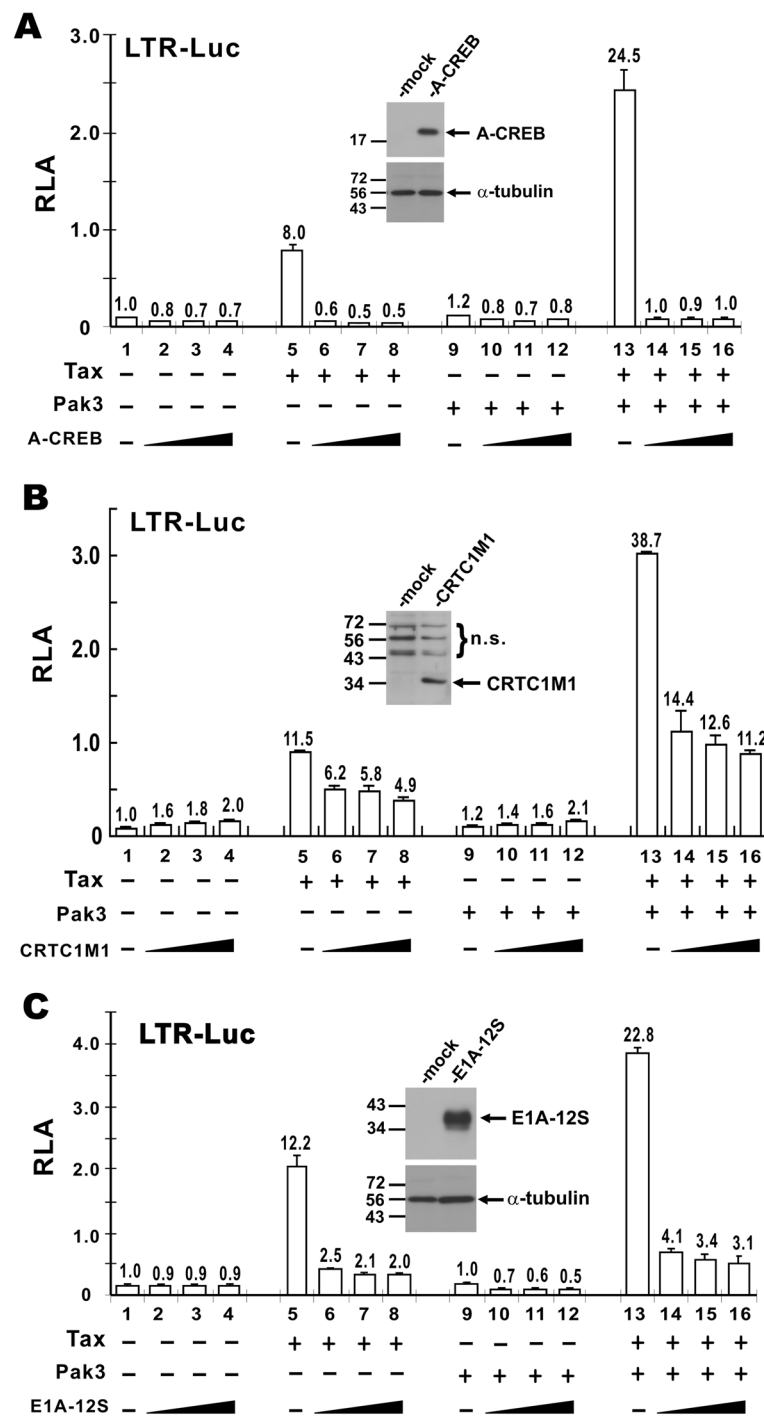 A
LTR-Luc
3.0
2.0
1.0
0
RLA
-mock
-A-CREB
17
A-CREB
72
56
43
α-tubulin
1.0 0.8 0.7 0.7 8.0 0.6 0.5 0.5 1.2 0.8 0.7 0.8 24.5 1.0 0.9 1.0
1 2 3 4 5 6 7 8 9 10 11 12 13 14 15 16
Tax – – – – + + + + – – – – + + + +
Pak3 – – – – – – – – + + + + + + + +
A-CREB – – – –
B
LTR-Luc
3.0
2.0
1.0
0
RLA
-mock
-CRTC1M1
72
56
43
34
n.s.
CRTC1M1
1.0 1.6 1.8 2.0 11.5 6.2 5.8 4.9 1.2 1.4 1.6 2.1 38.7 14.4 12.6 11.2
1 2 3 4 5 6 7 8 9 10 11 12 13 14 15 16
Tax – – – – + + + + – – – – + + + +
Pak3 – – – – – – – – + + + + + + + +
CRTC1M1 – – – –
C
LTR-Luc
4.0
3.0
2.0
1.0
0
RLA
-mock
-E1A-12S
43
34
E1A-12S
72
56
43
α-tubulin
1.0 0.9 0.9 0.9 12.2 2.5 2.1 2.0 1.0 0.7 0.6 0.5 22.8 4.1 3.4 3.1
1 2 3 4 5 6 7 8 9 10 11 12 13 14 15 16
Tax – – – – + + + + – – – – + + + +
Pak3 – – – – – – – – + + + + + + + +
E1A-12S – – – –